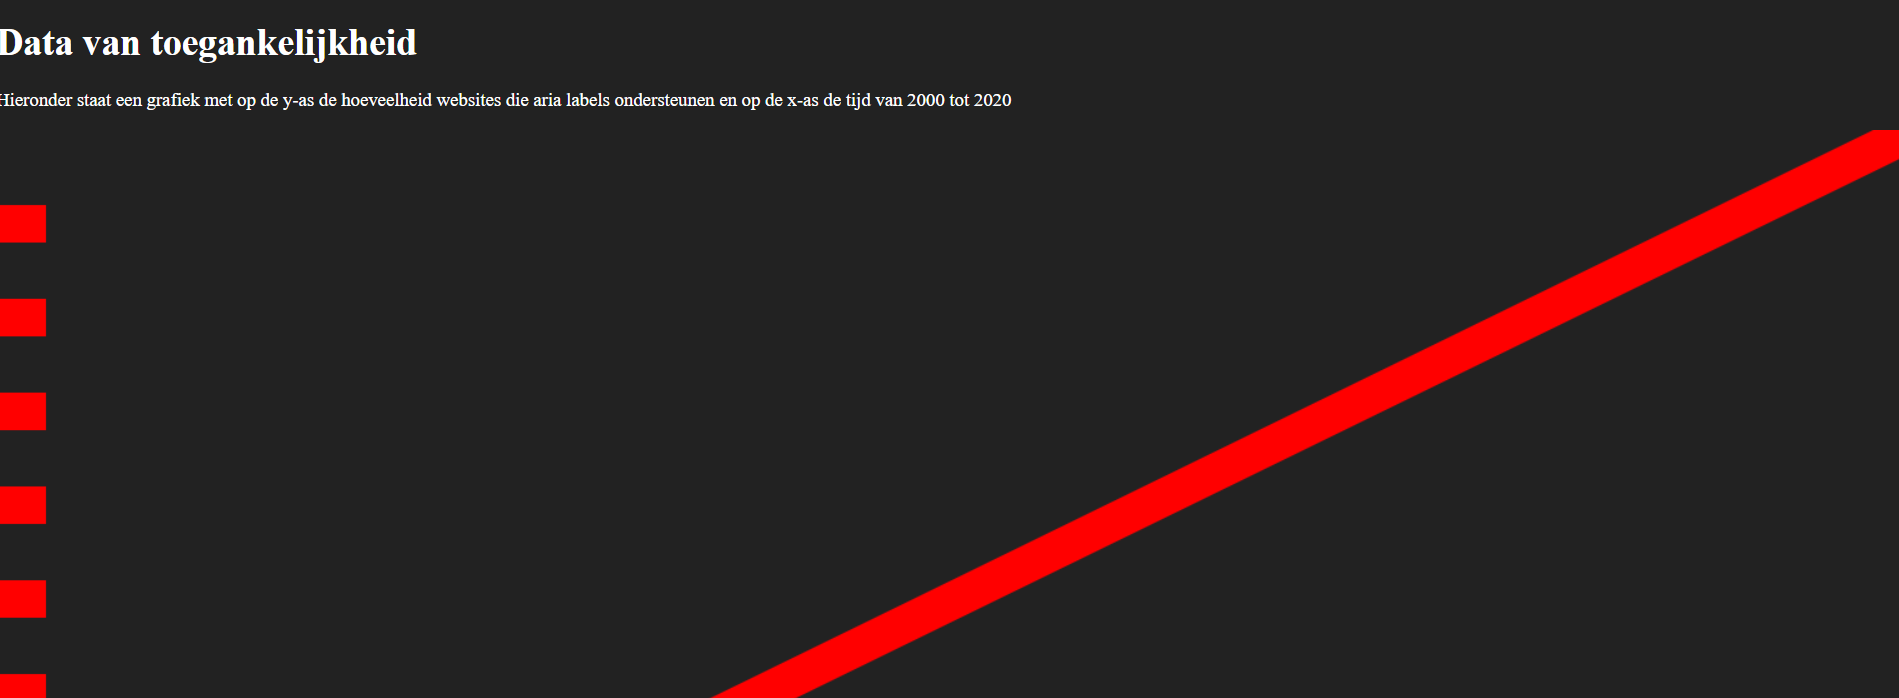 Data van toegankelijkheid
Hieronder staat een grafiek met op de y-as de hoeveelheid websites die aria labels ondersteunen en op de x-as de tijd van 2000 tot 2020